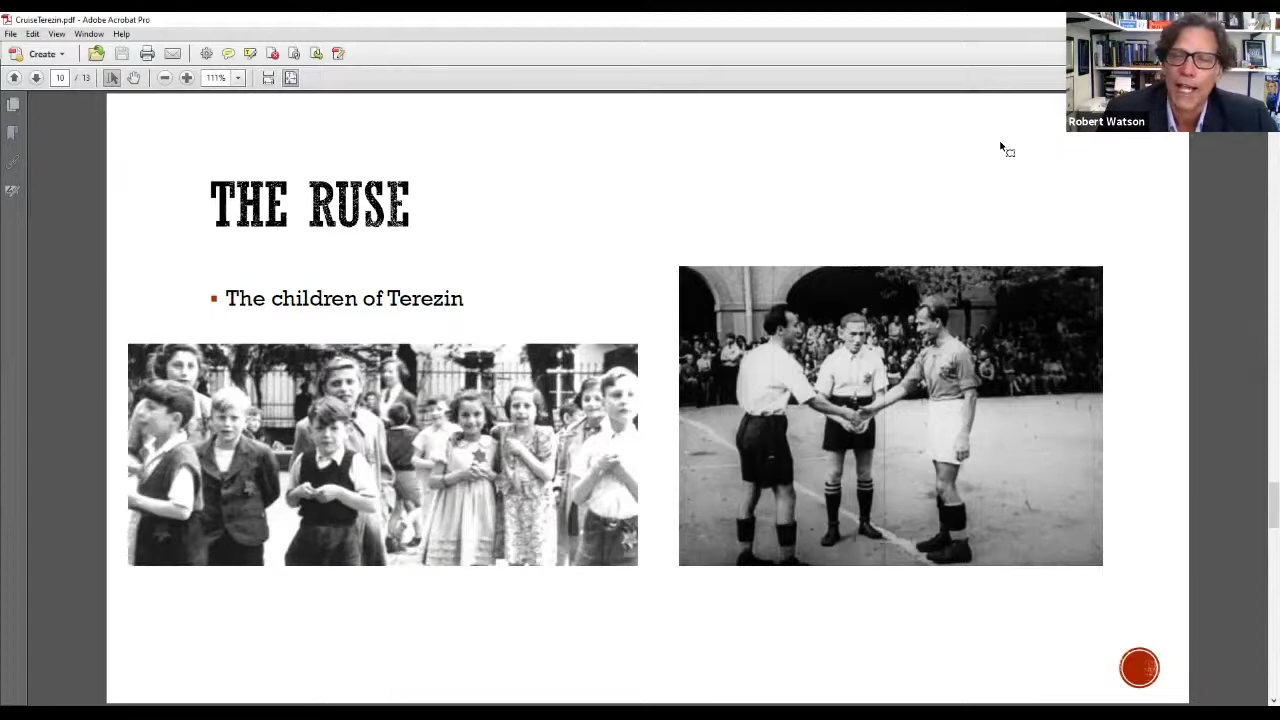 CruiseTerezin.pdf - Adobe Acrobat Pro
File Edit View Window Help
Create
10 / 13
111%
Robert Watson
THE RUSE
The children of Terezin